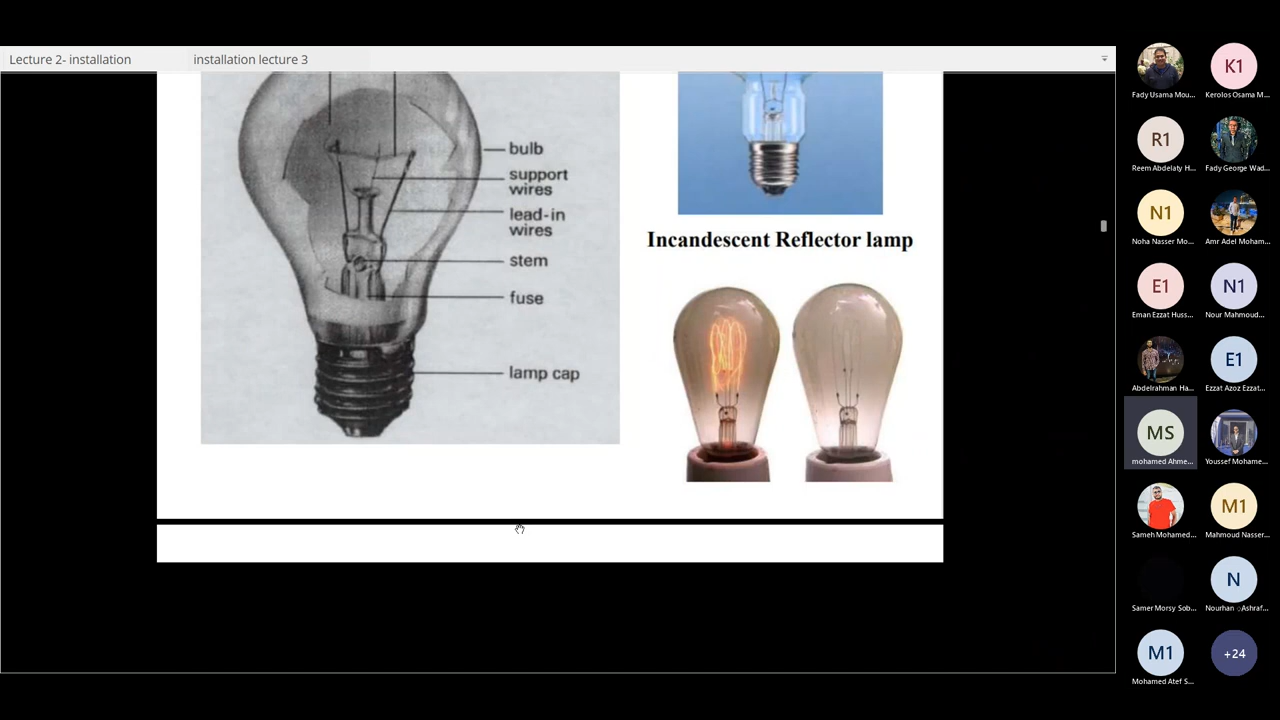 Lecture 2- installation
installation lecture 3
bulb
support
wires
lead-in
wires
stem
fuse
lamp cap
Incandescent Reflector lamp
Fady Usama Mou...
K1
Kerolos Osama M...
R1
Reem Abdelaty H...
Fady George Wad...
N1
Noha Nasser Mo...
Amr Adel Moham...
E1
Eman Ezzat Huss...
N1
Nour Mahmoud...
Abdelrahman Ha...
E1
Ezzat Azoz Ezzat...
MS
mohamed Ahme...
Youssef Mohame...
Sameh Mohamed...
M1
Mahmoud Nasser...
Samer Morsy Sob...
N
Nourhan ﷲAshraf...
M1
Mohamed Atef S...
+24